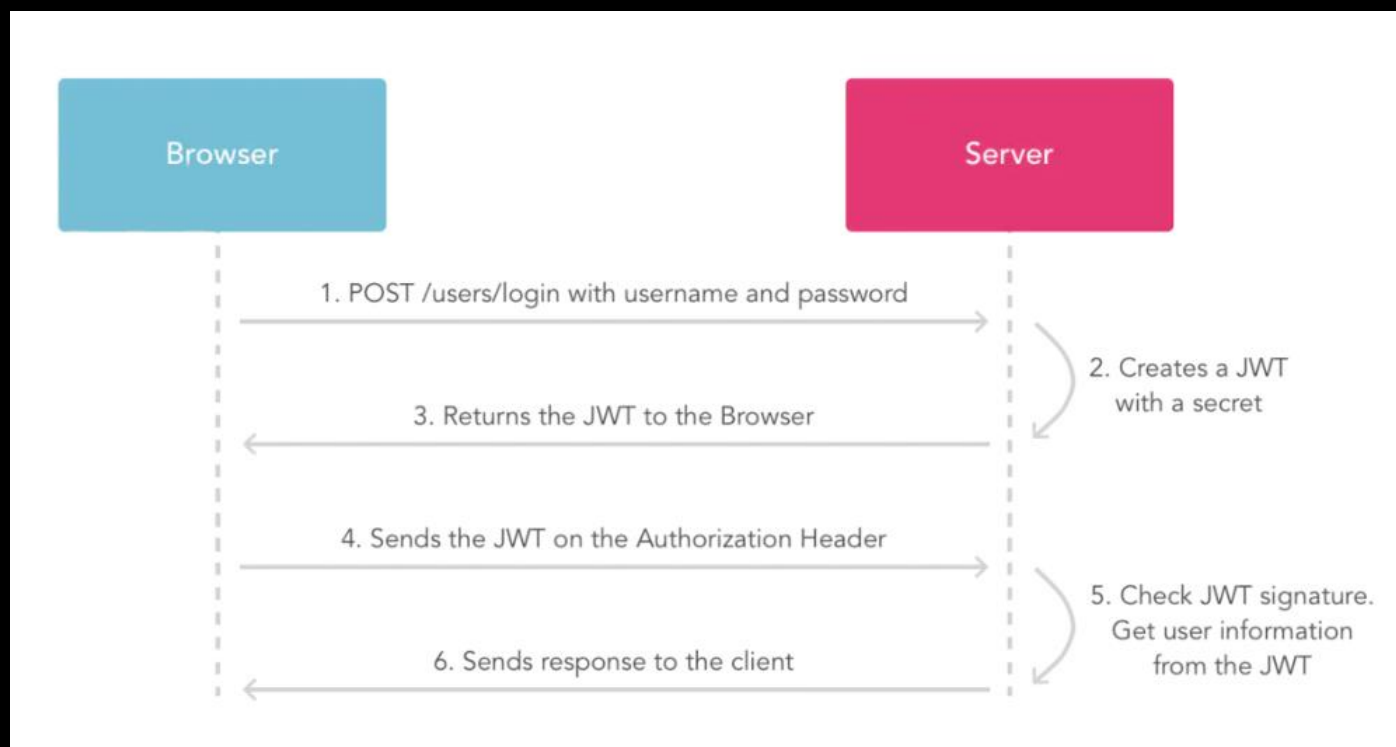 Browser
Server
1. POST /users/login with username and password
2. Creates a JWT
with a secret
3. Returns the JWT to the Browser
4. Sends the JWT on the Authorization Header
5. Check JWT signature.
Get user information
from the JWT
6. Sends response to the client